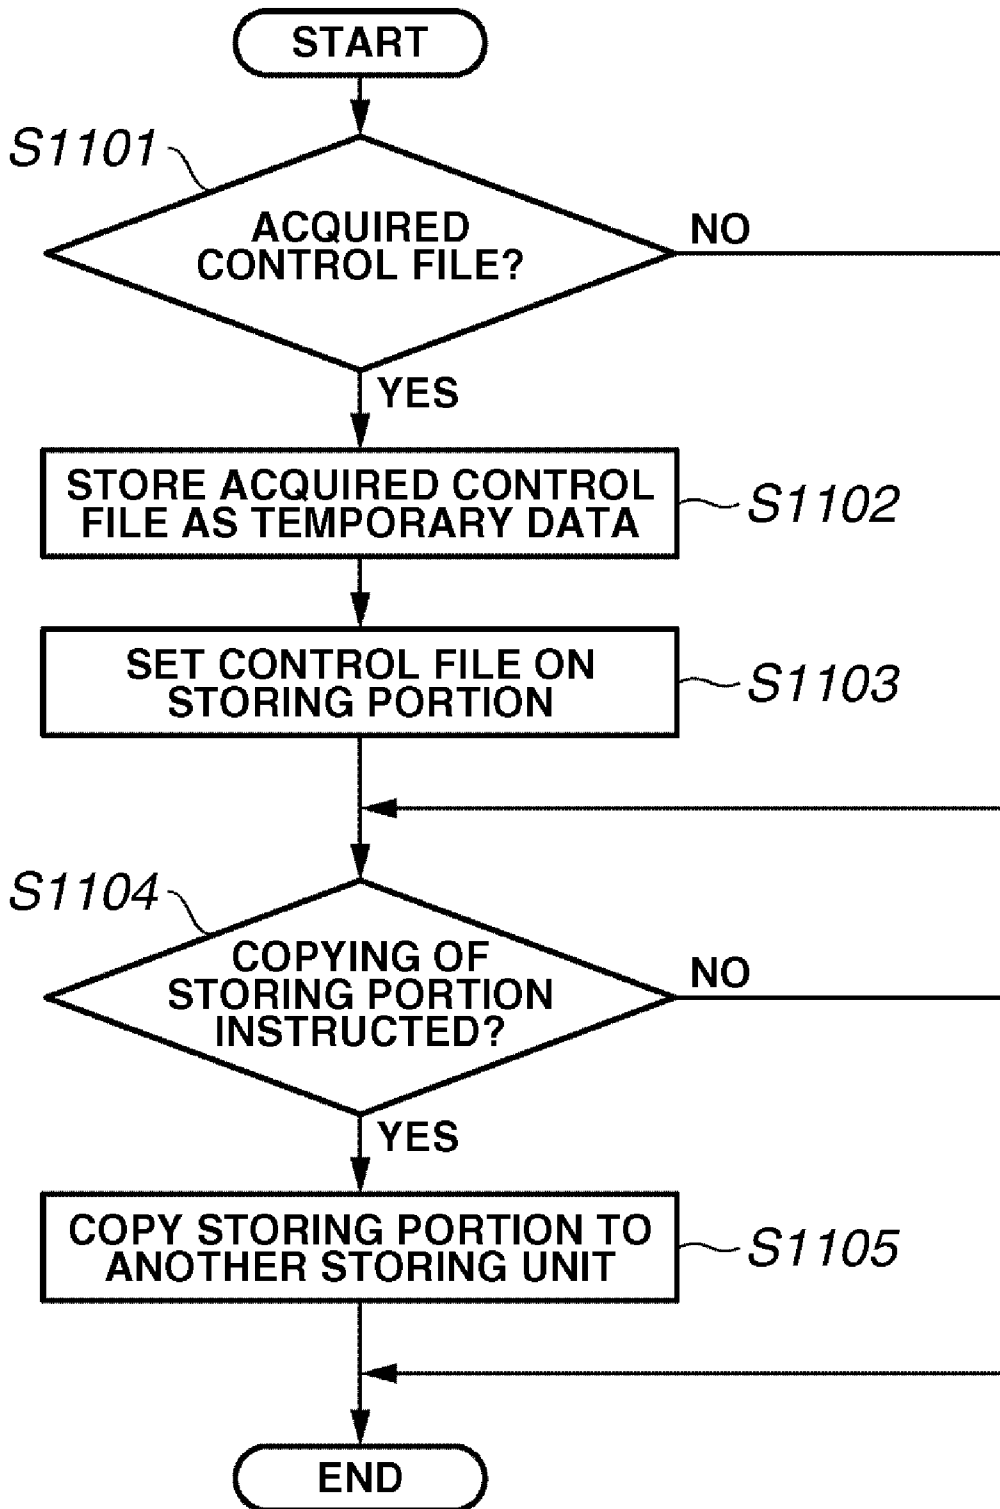 START
S1101
ACQUIRED
CONTROL FILE?
NO
YES
STORE ACQUIRED CONTROL
FILE AS TEMPORARY DATA
S1102
SET CONTROL FILE ON
STORING PORTION
S1103
S1104
COPYING OF
STORING PORTION
INSTRUCTED?
NO
YES
COPY STORING PORTION TO
ANOTHER STORING UNIT
S1105
END